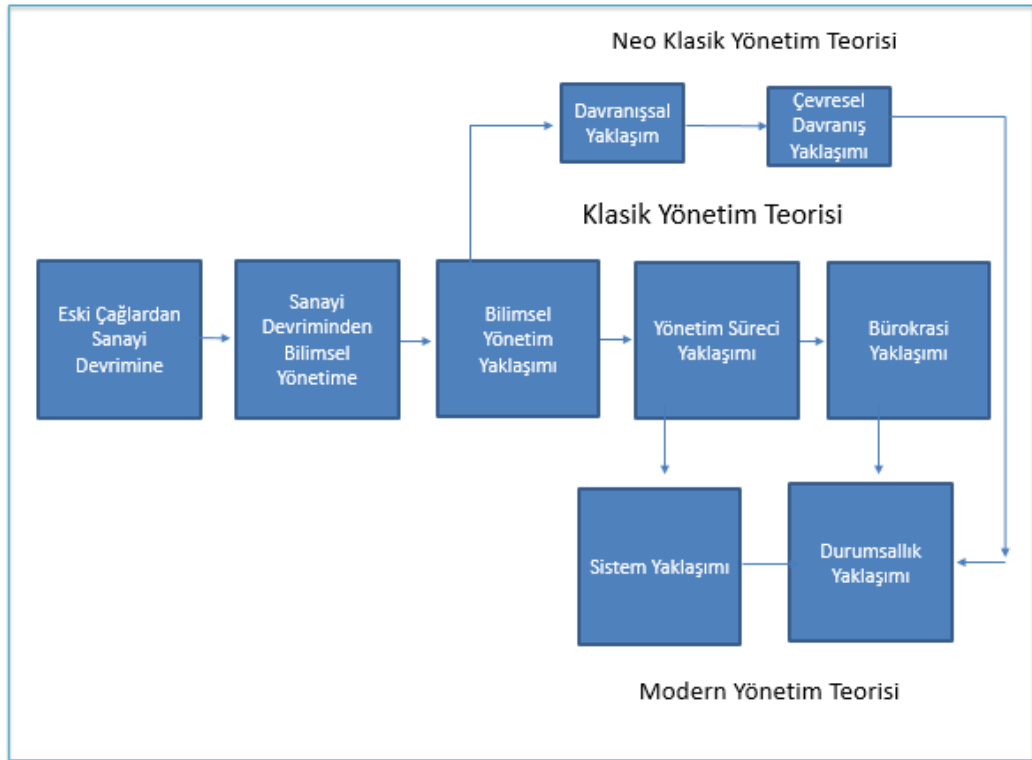 Neo Klasik Yönetim Teorisi
Davranışsal
Yaklaşım
Çevresel
Davranış
Yaklaşımı
Klasik Yönetim Teorisi
Eski Çağlardan
Sanayi
Devrimine
Sanayi
Devriminden
Bilimsel
Yönetime
Bilimsel
Yönetim
Yaklaşımı
Yönetim Süreci
Yaklaşımı
Bürokrasi
Yaklaşımı
Sistem Yaklaşımı
Durumsallık
Yaklaşımı
Modern Yönetim Teorisi